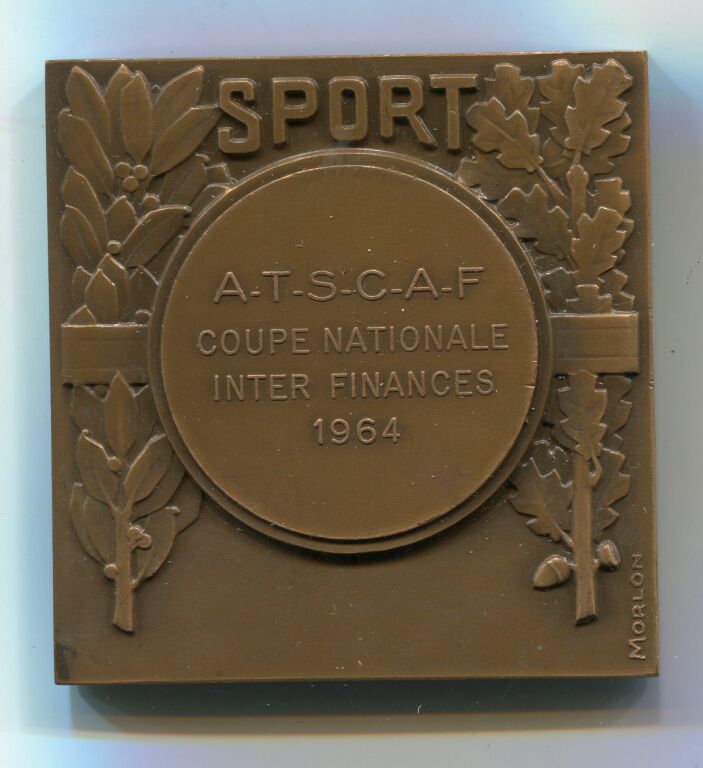 SPORT
A-T-S-C-A-F
COUPE NATIONALE
INTER FINANCES
1964
MORLON